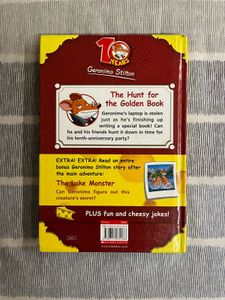 10
YEARS
Geronimo Stilton
The Hunt for
the Golden Book
Geronimo's laptop is stolen
just as he's finishing up
writing a special book! Can
he and his friends hunt it down in time for
his tenth-anniversary party?
EXTRA! EXTRA! Read an entire
bonus Geronimo Stilton story after
the main adventure:
The Lake Monster
Can Geronimo figure out this
creature's secret?
PLUS fun and cheesy jokes!
SCHOLASTIC